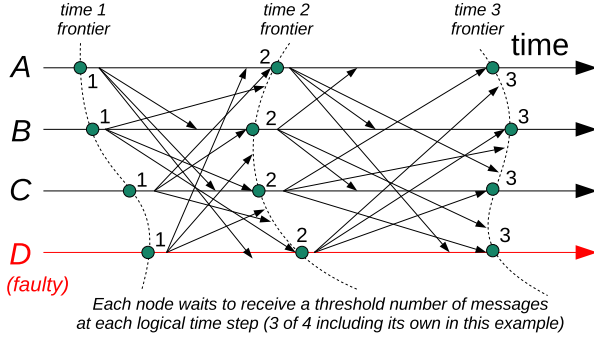 time 1
frontier
time 2
frontier
time 3
frontier
time
A
1
2
3
B
1
2
3
C
1
2
3
D
(faulty)
1
2
3
Each node waits to receive a threshold number of messages
at each logical time step (3 of 4 including its own in this example)